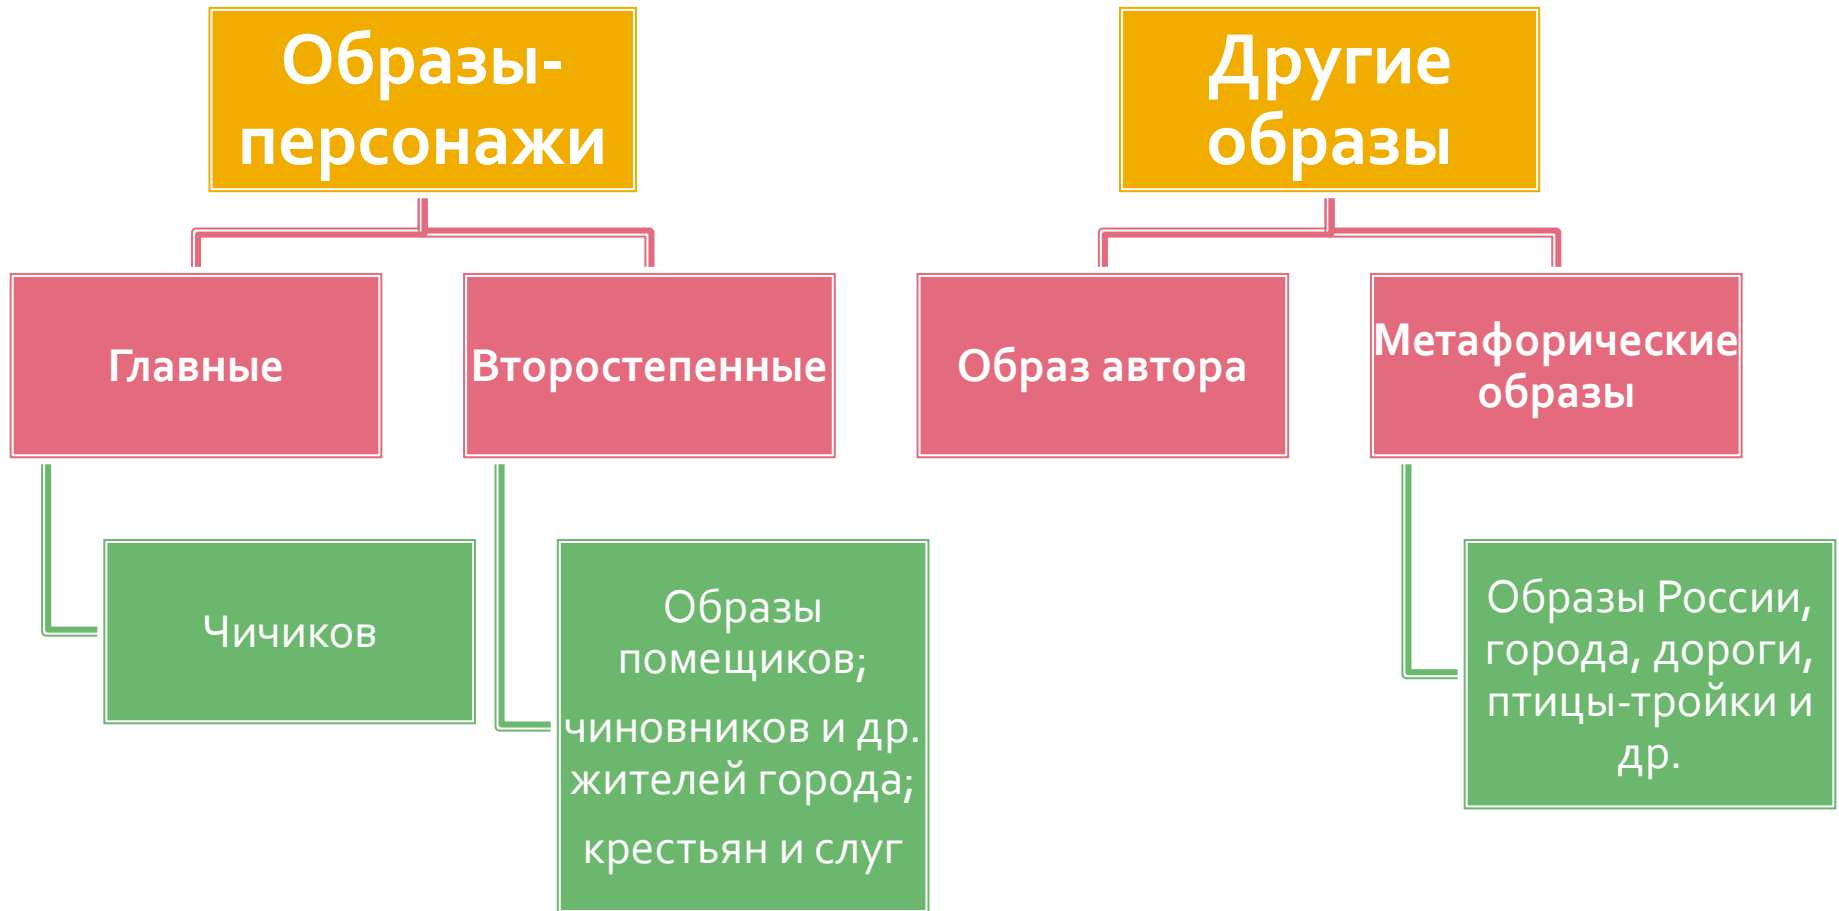 Образы-
персонажи
Другие
образы
Главные
Второстепенные
Образ автора
Метафорические
образы
Чичиков
Образы
помещиков;
чиновников и др.
жителей города;
крестьян и слуг
Образы России,
города, дороги,
птицы-тройки и
др.